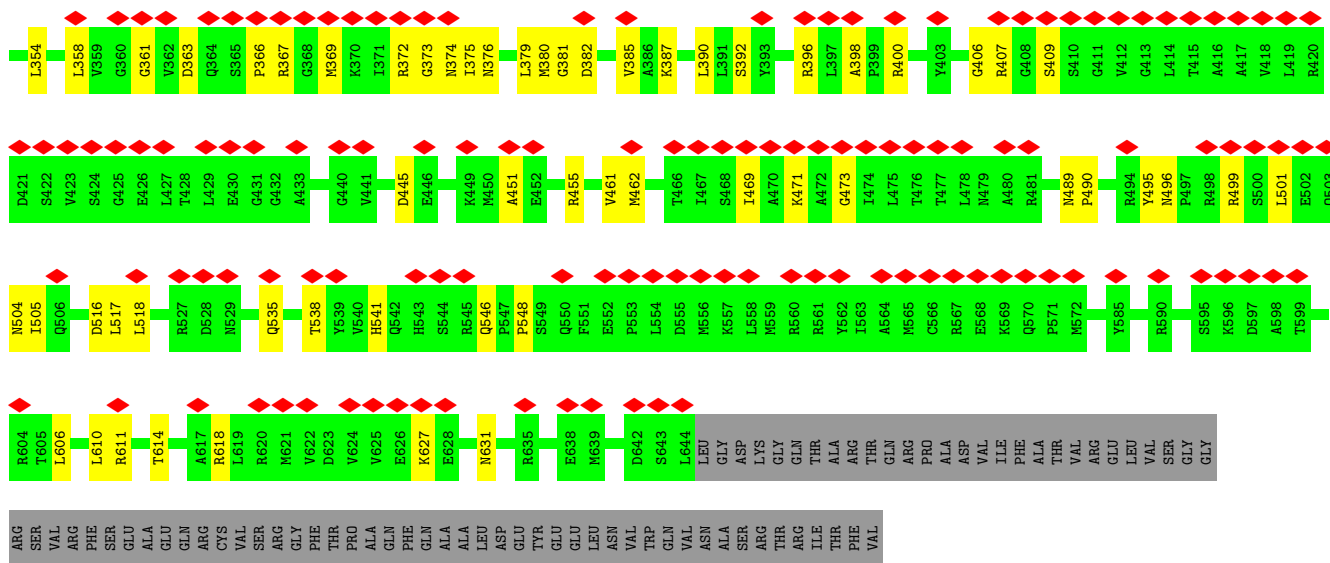 L354 L358 V359 G360 G361 V362 D363 Q364 S365 P366 R367 G368 M369 K370 I371 R372 G373 N374 I375 N376 L379 M380 G381 D382 V385 A386 K387 L390 L391 S392 Y393 R396 L397 A398 P399 R400 Y403 G406 R407 G408 S409 S410 G411 V412 G413 L414 T415 A416 A417 V418 L419 R420
D421 S422 V423 S424 G425 E426 L427 T428 L429 E430 G431 G432 A433 G440 V441 D445 E446 K449 M450 A451 E452 R455 V461 M462 T466 I467 S468 I469 A470 K471 A472 G473 I474 L475 T476 T477 L478 N479 A480 R481 N489 P490 R494 Y495 N496 P497 R498 R499 S500 L501 E502 Q503
N504 I505 Q506 D516 L517 L518 R527 D528 N529 Q535 T538 Y539 V540 H541 Q542 H543 S544 R545 Q546 P547 P548 S549 Q550 F551 E552 P553 L554 D555 M556 K557 L558 M559 R560 R561 Y562 I563 A564 M565 C566 R567 E568 K569 Q570 P571 M572 Y585 R590 S595 K596 D597 A598 T599
R604 T605 L606 L610 R611 T614 A617 R618 L619 R620 M621 V622 D623 V624 V625 E626 K627 E628 N631 R635 E638 M639 D642 S643 L644 LEU GLY ASP LYS GLY GLN THR ALA ARG THR GLN ARG PRO ALA ASP VAL ILE PHE ALA THR VAL ARG GLU LEU VAL SER GLY GLY
ARG SER VAL ARG PHE SER GLU ALA GLU GLN ARG CYS VAL SER ARG GLY PHE THR PRO ALA GLN PHE GLN ALA ALA LEU ASP GLU TYR GLU GLU LEU ASN VAL TRP GLN VAL ASN ALA SER ARG THR ARG ILE THR PHE VAL